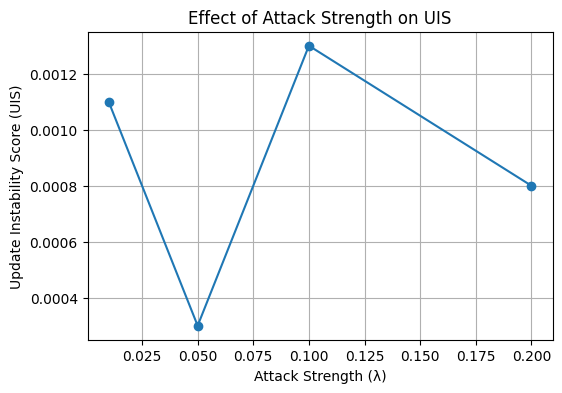 Effect of Attack Strength on UIS
Update Instability Score (UIS)
0.0012
0.0010
0.0008
0.0006
0.0004
0.025 0.050 0.075 0.100 0.125 0.150 0.175 0.200
Attack Strength (λ)